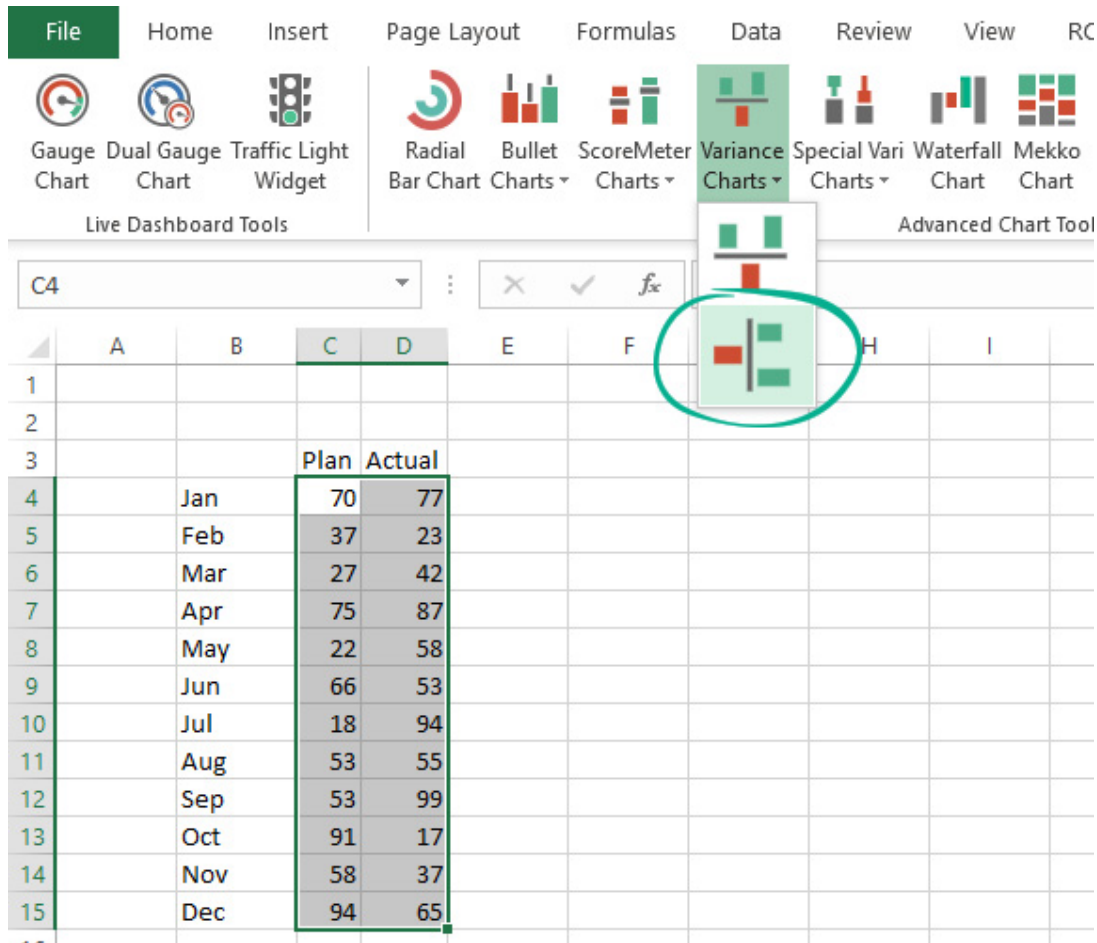 File Home Insert Page Layout Formulas Data Review View RC
Gauge Dual Gauge Traffic Light Radial Bullet ScoreMeter Variance Special Vari Waterfall Mekko
Chart Chart Widget Bar Chart Charts Charts Charts Charts Chart Chart
Live Dashboard Tools Advanced Chart Tool
C4 fx
A B C D E F H I
1
2
3 Plan Actual
4 Jan 70 77
5 Feb 37 23
6 Mar 27 42
7 Apr 75 87
8 May 22 58
9 Jun 66 53
10 Jul 18 94
11 Aug 53 55
12 Sep 53 99
13 Oct 91 17
14 Nov 58 37
15 Dec 94 65